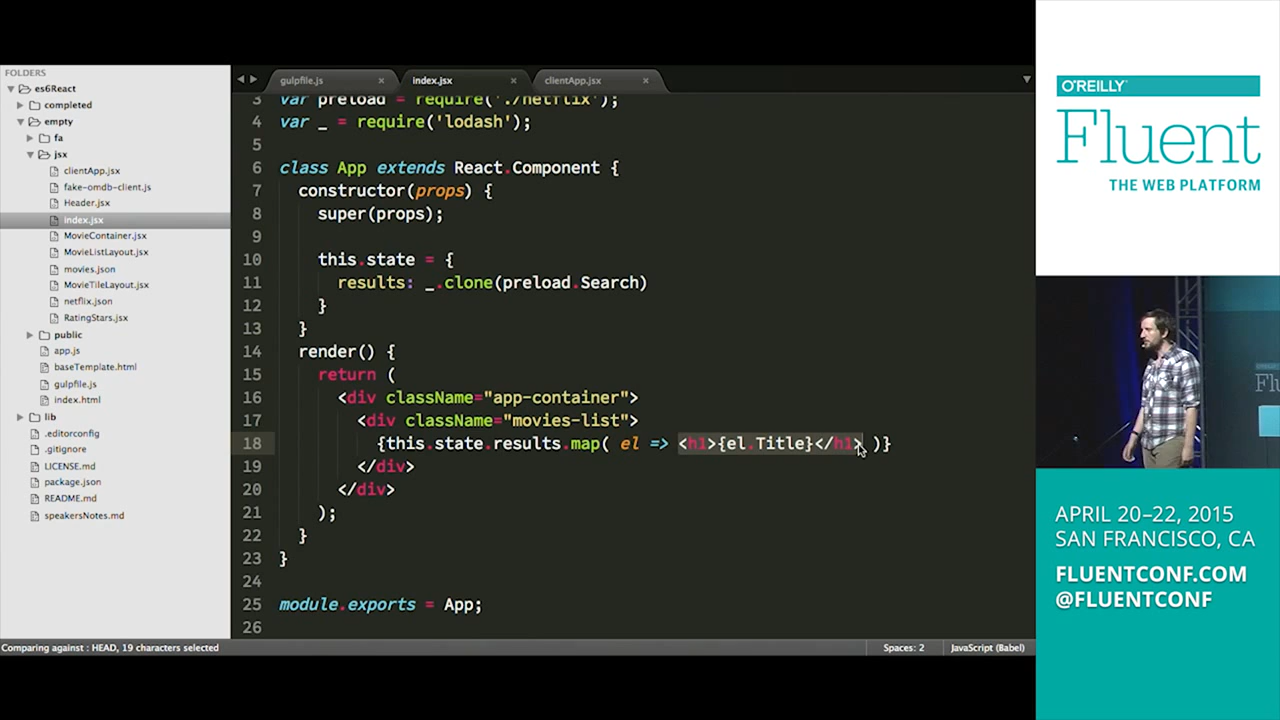 FOLDERS
es6React
completed
empty
fa
jsx
clientApp.jsx
fake-omdb-client.js
Header.jsx
index.jsx
MovieContainer.jsx
MovieListLayout.jsx
movies.json
MovieTileLayout.jsx
netflix.json
RatingStars.jsx
public
app.js
baseTemplate.html
gulpfile.js
index.html
lib
.editorconfig
.gitignore
LICENSE.md
package.json
README.md
speakersNotes.md
gulpfile.js × index.jsx × clientApp.jsx ×
3 var preload = require('./netflix');
4 var _ = require('lodash');
5
6 class App extends React.Component {
7 constructor(props) {
8 super(props);
9
10 this.state = {
11 results: _.clone(preload.Search)
12 }
13 }
14 render() {
15 return (
16 <div className="app-container">
17 <div className="movies-list">
18 {this.state.results.map( el => <h1>{el.Title}</h1> )}
19 </div>
20 </div>
21 );
22 }
23 }
24
25 module.exports = App;
26
Comparing against : HEAD, 19 characters selected
Spaces: 2
JavaScript (Babel)
O'REILLY
Fluent
THE WEB PLATFORM
Flu
APRIL 20–22, 2015
SAN FRANCISCO, CA
FLUENTCONF.COM
@FLUENTCONF